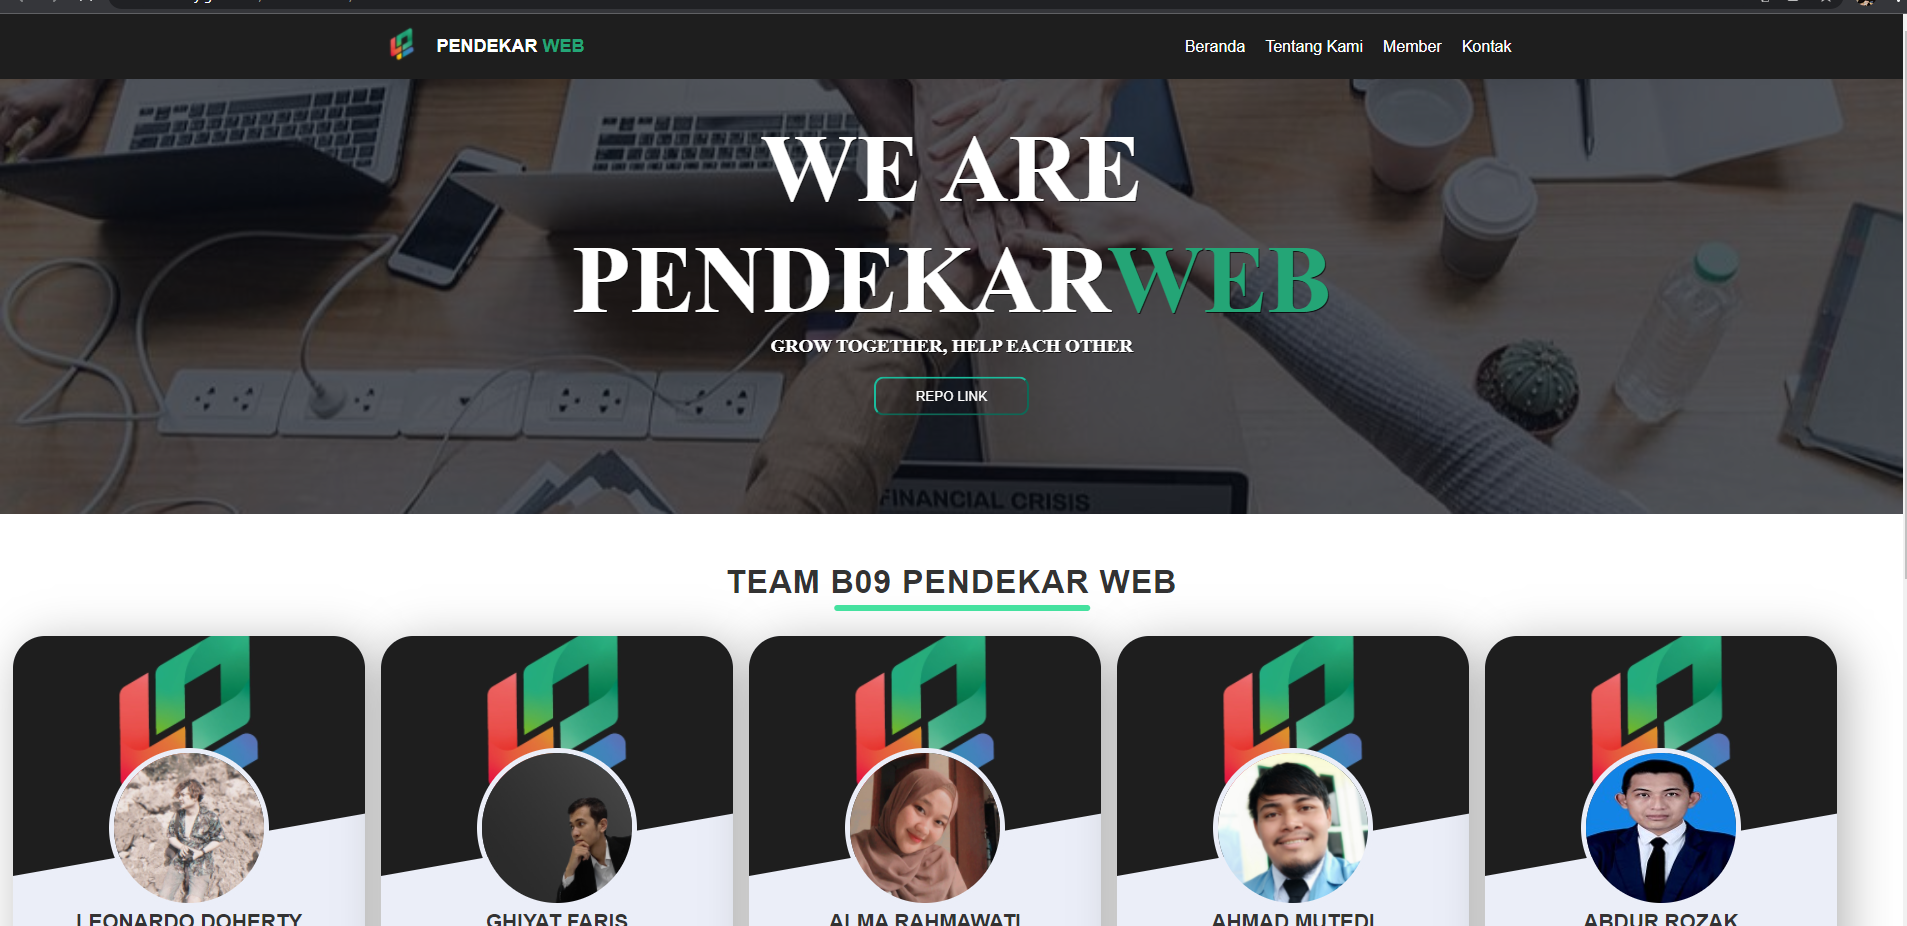 PENDEKAR WEB
Beranda Tentang Kami Member Kontak
WE ARE
PENDEKARWEB
GROW TOGETHER, HELP EACH OTHER
REPO LINK
FINANCIAL CRISIS
TEAM B09 PENDEKAR WEB
LEONARDO DOHERTY
GHIYAT FARIS
ALMA RAHMAWATI
AHMAD MUTEDI
ABDUR ROZAK